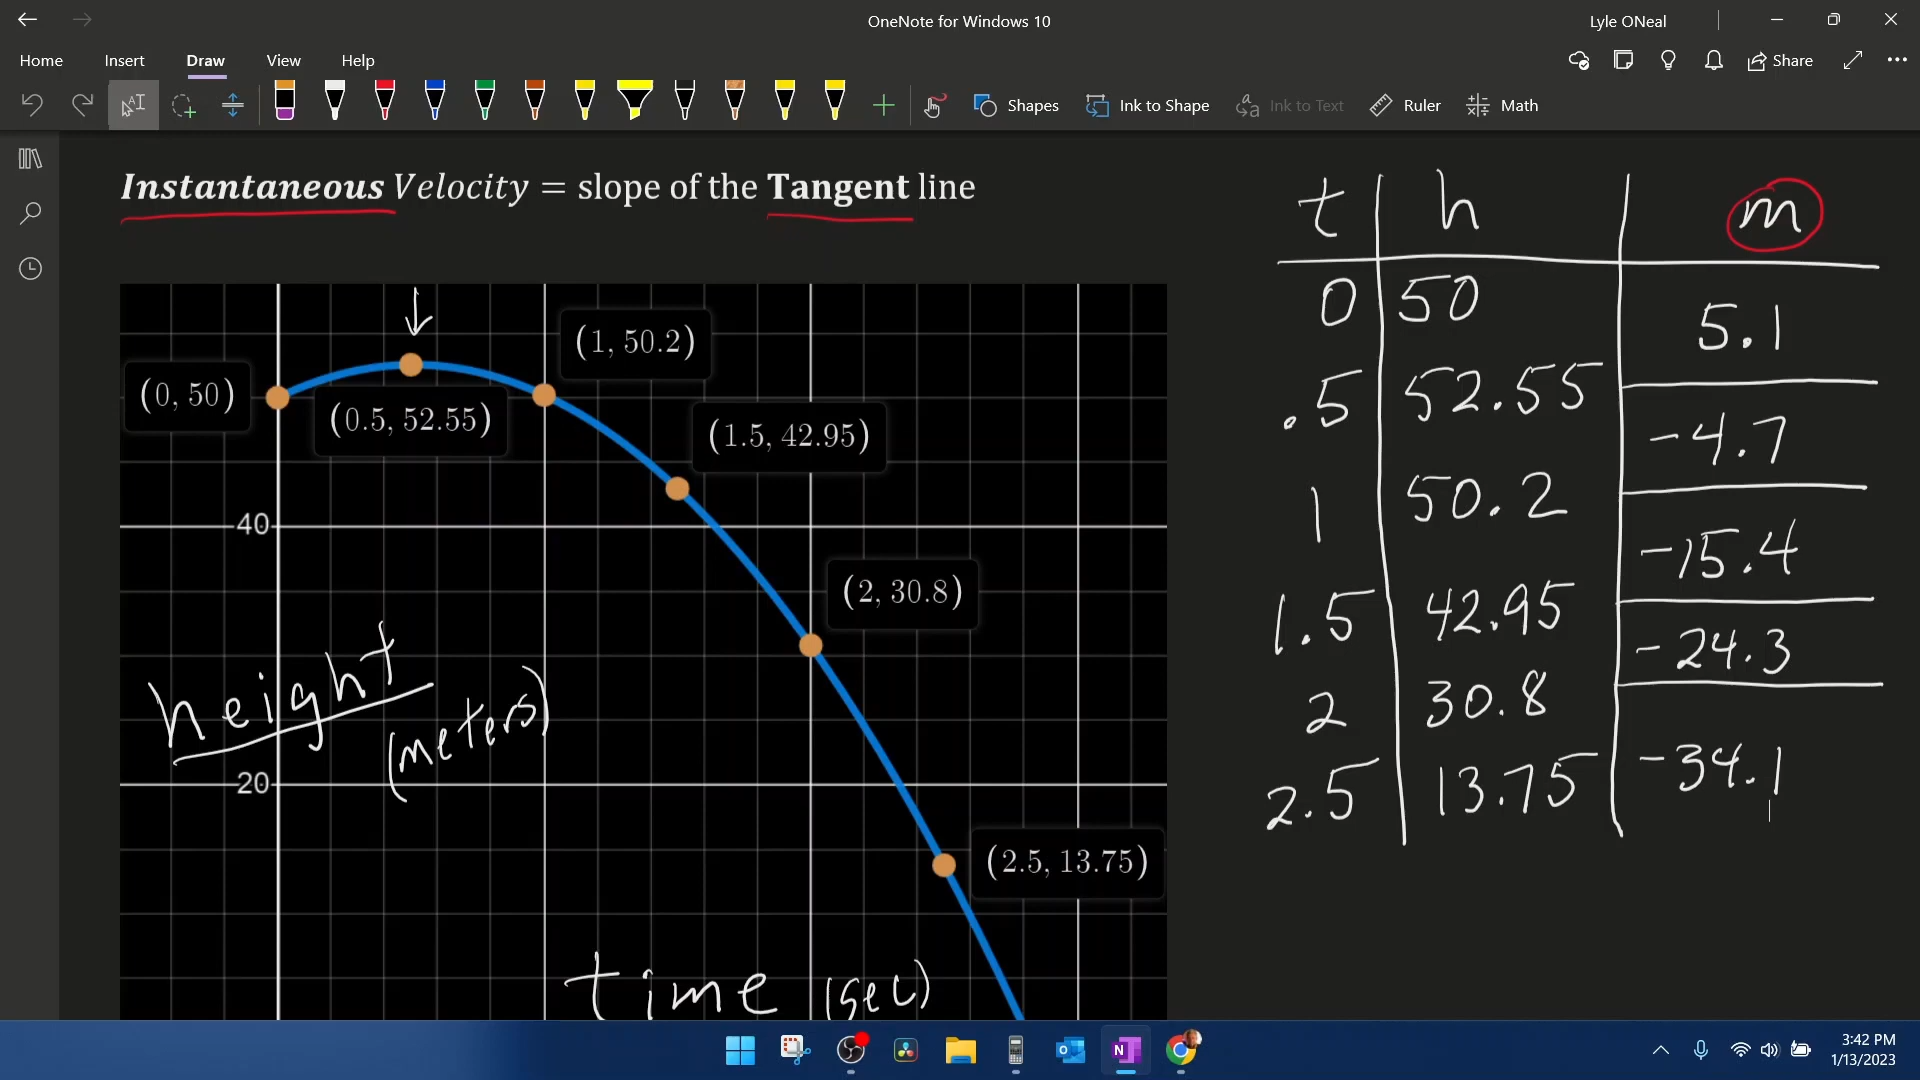 OneNote for Windows 10
Lyle ONeal
Home Insert Draw View Help
Share
Shapes Ink to Shape Ink to Text Ruler Math
Instantaneous Velocity = slope of the Tangent line
t h m
0 50
5.1
.5 52.55
-4.7
1 50.2
-15.4
1.5 42.95
-24.3
2 30.8
2.5 13.75
-34.1
(1, 50.2)
(0, 50)
(0.5, 52.55)
(1.5, 42.95)
40
(2, 30.8)
height
(meters)
20
(2.5, 13.75)
time (sec)
3:42 PM
1/13/2023